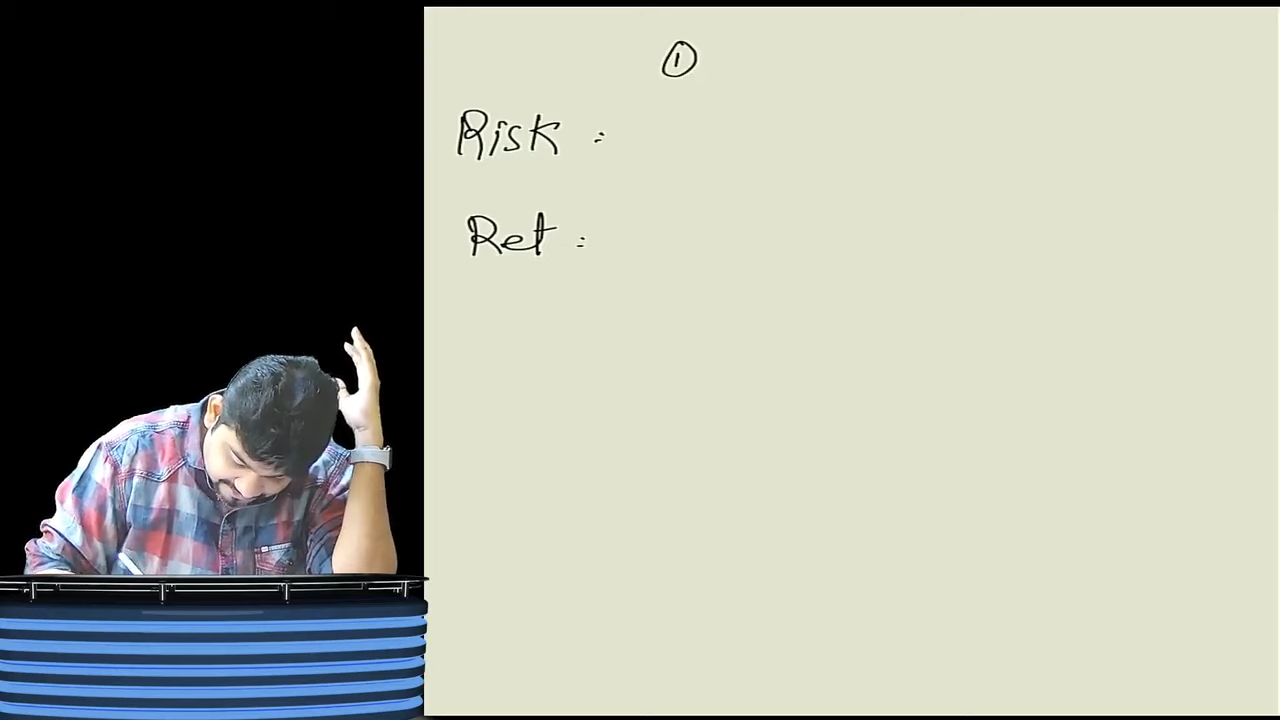 ①
Risk :
Ret :